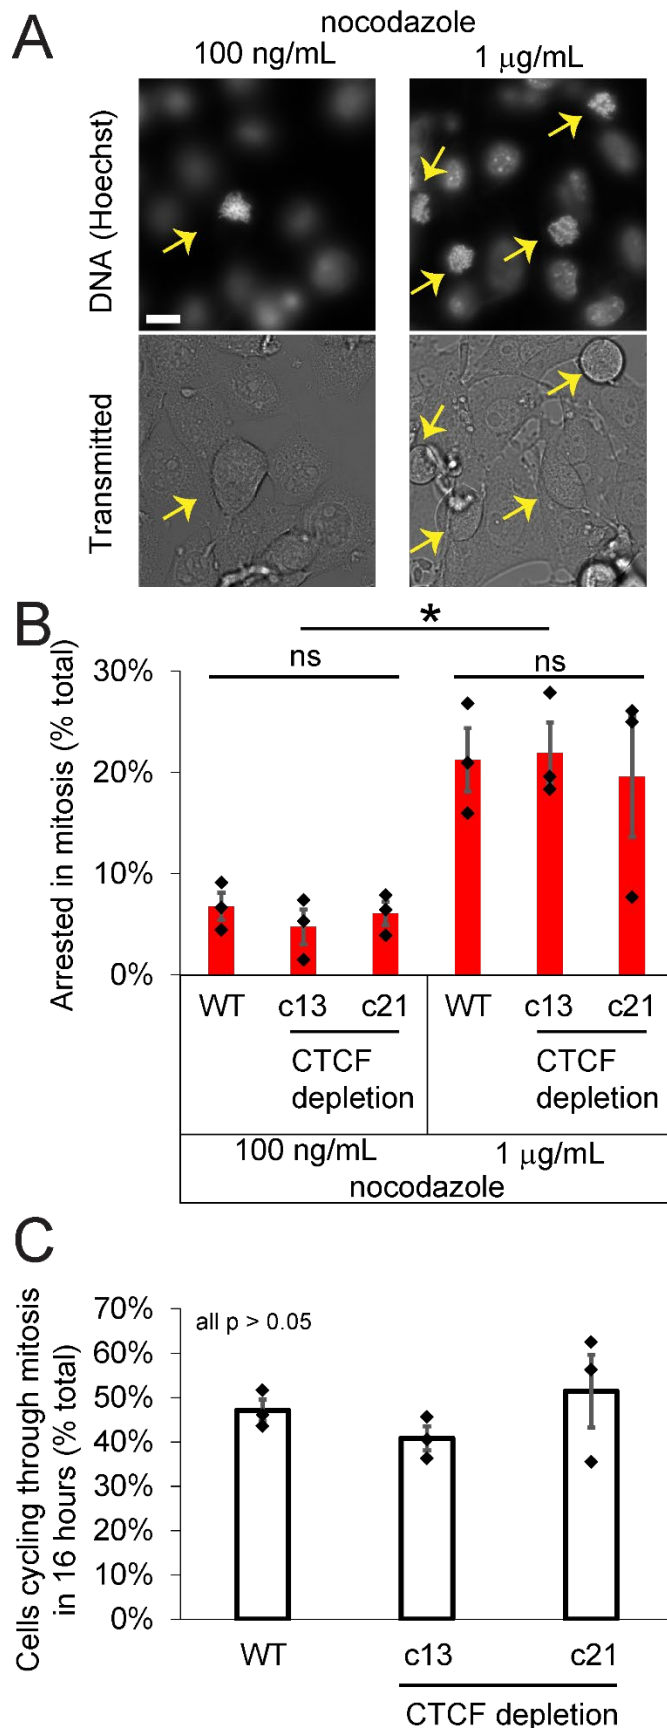 A
nocodazole
100 ng/mL
1 μg/mL
DNA (Hoechst)
Transmitted
B
*
ns
ns
Arrested in mitosis (% total)
30%
20%
10%
0%
WT
c13
c21
WT
c13
c21
CTCF
depletion
CTCF
depletion
100 ng/mL
1 μg/mL
nocodazole
C
Cells cycling through mitosis
in 16 hours (% total)
70%
60%
50%
40%
30%
20%
10%
0%
all p > 0.05
WT
c13
c21
CTCF depletion